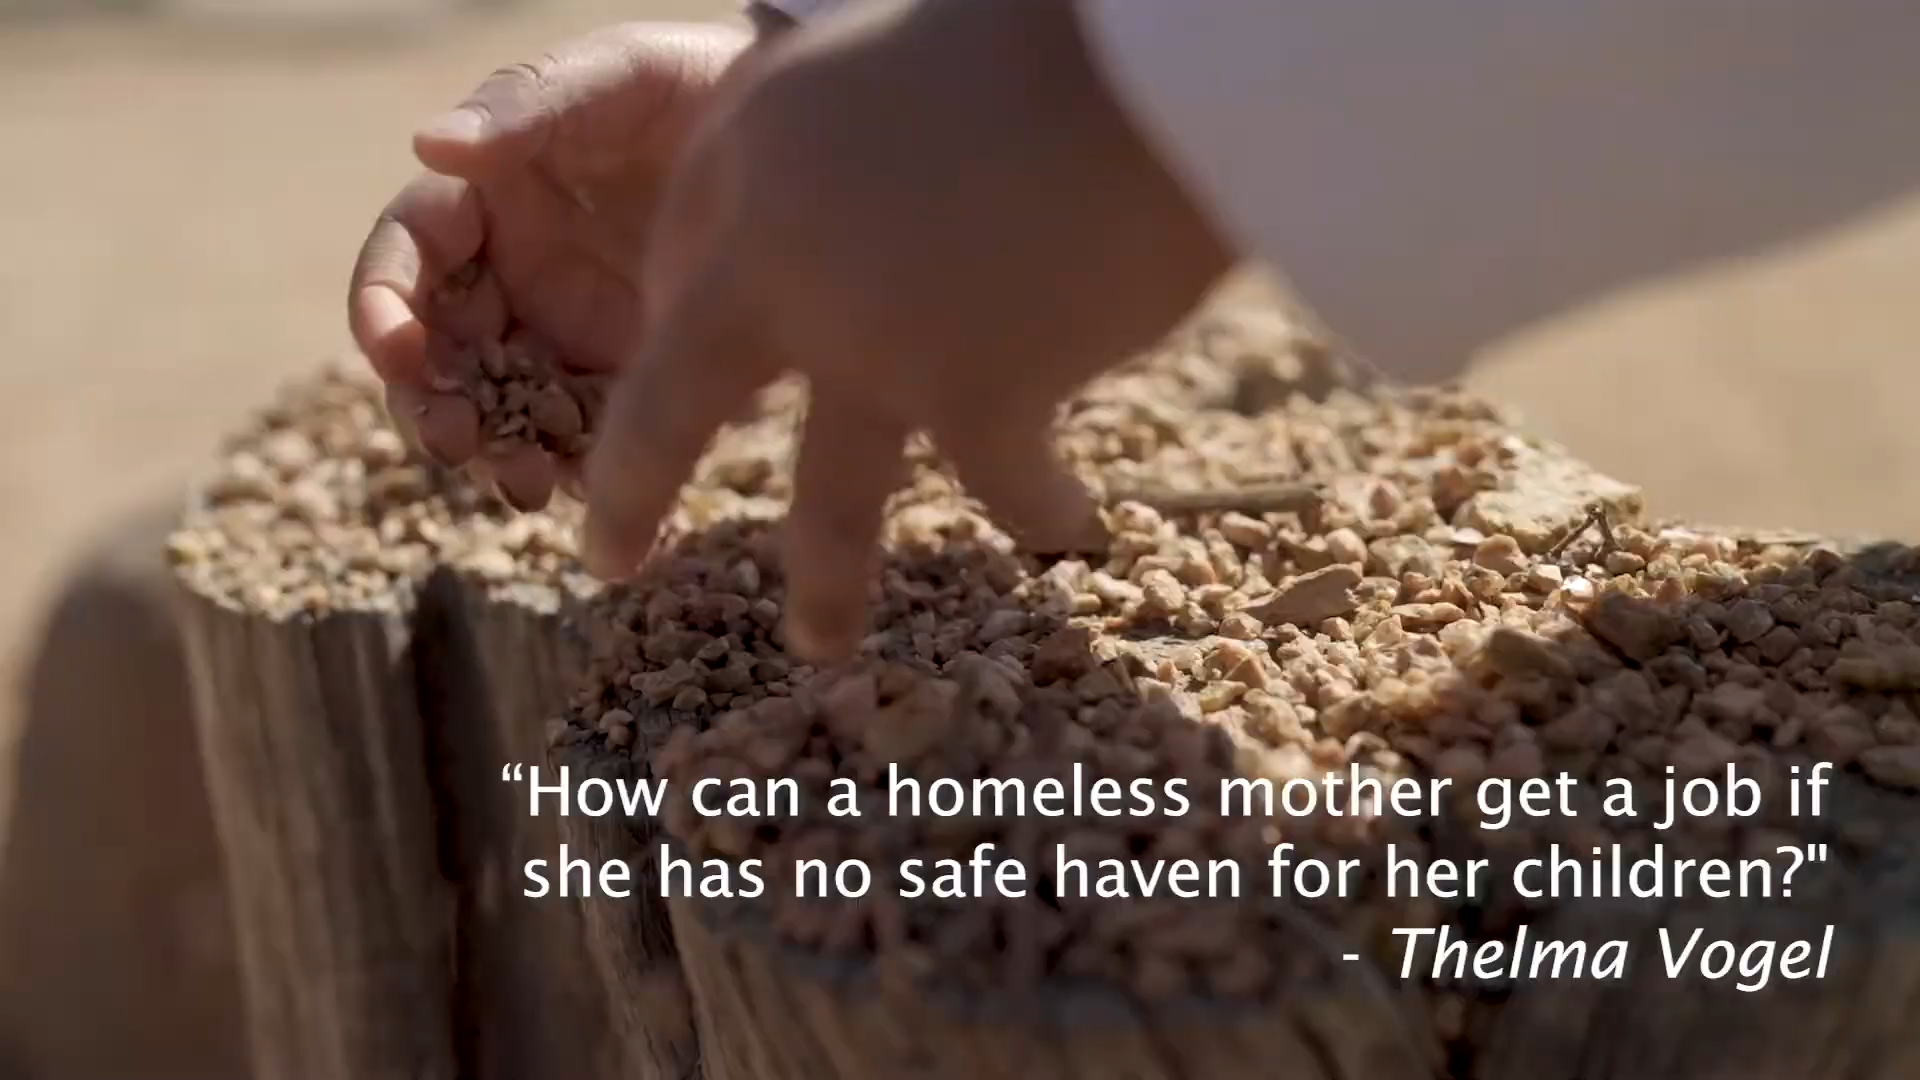 “How can a homeless mother get a job if
she has no safe haven for her children?"
- Thelma Vogel